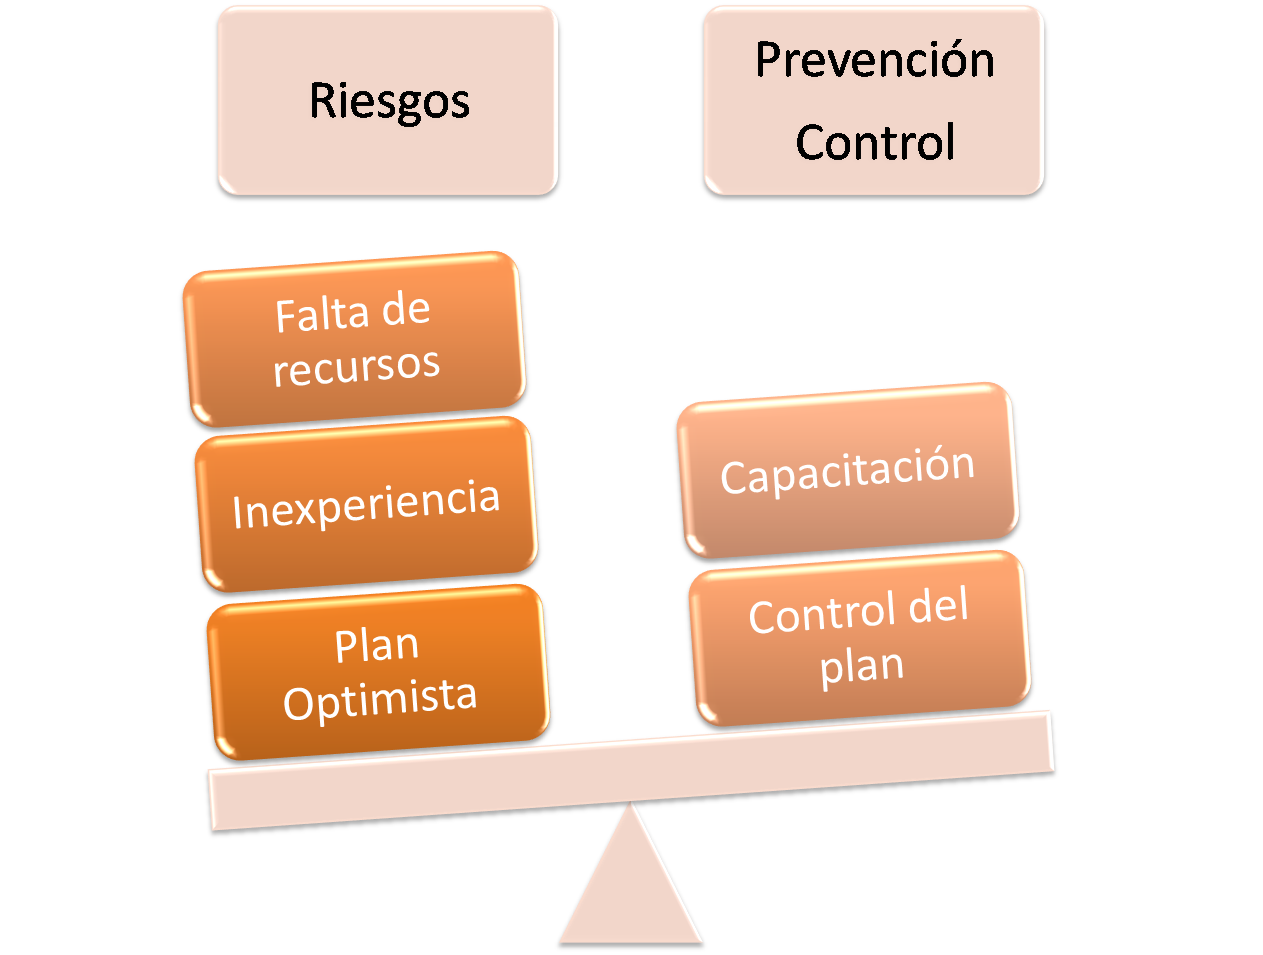 Riesgos
Prevención
Control
Falta de
recursos
Inexperiencia
Plan
Optimista
Capacitación
Control del
plan